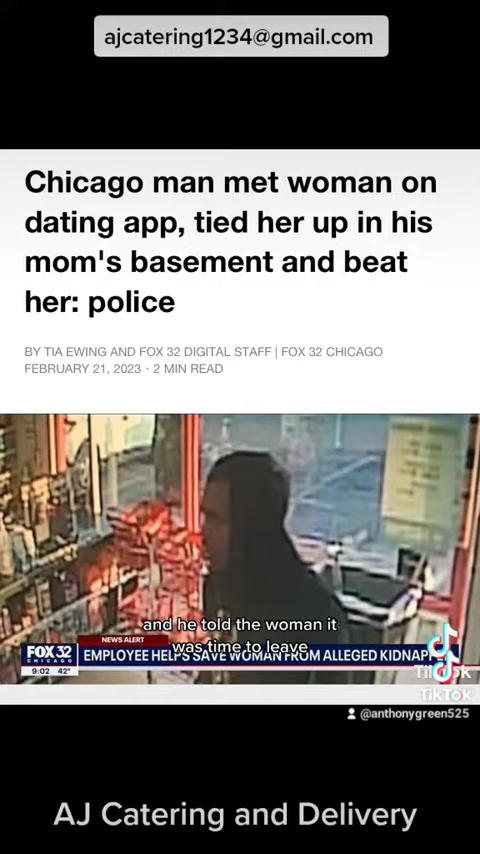 ajcatering1234@gmail.com
Chicago man met woman on
dating app, tied her up in his
mom's basement and beat
her: police
BY TIA EWING AND FOX 32 DIGITAL STAFF | FOX 32 CHICAGO
FEBRUARY 21, 2023 · 2 MIN READ
and he told the woman it
was time to leave
NEWS ALERT
FOX 32
CHICAGO
EMPLOYEE HELPS SAVE WOMAN FROM ALLEGED
9:02 42°
TikTok
TikTok
@anthonygreen525
AJ Catering and Delivery